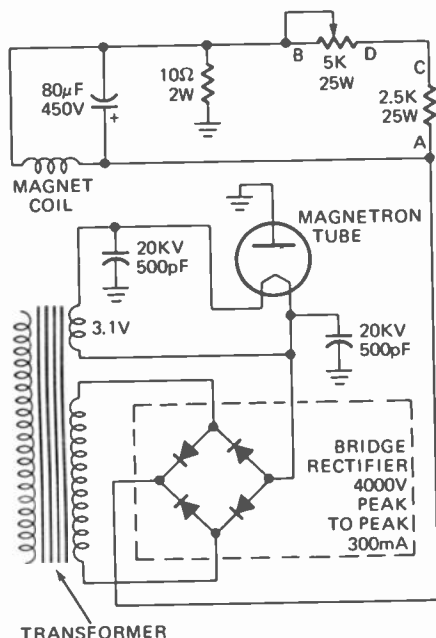 B
5K
25W
D
C
80µF
450V
+
10Ω
2W
2.5K
25W
A
MAGNET
COIL
MAGNETRON
TUBE
20KV
500pF
3.1V
20KV
500pF
BRIDGE
RECTIFIER
4000V
PEAK
TO PEAK
300mA
TRANSFORMER